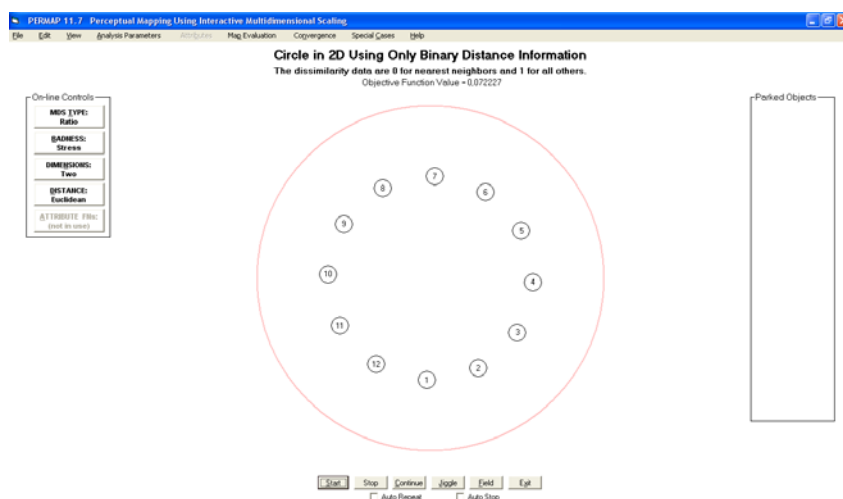 PERMAP 11.7 Perceptual Mapping Using Interactive Multidimensional Scaling
File Edit View Analysis Parameters Attributes Map Evaluation Convergence Special Cases Help
Circle in 2D Using Only Binary Distance Information
The dissimilarity data are 0 for nearest neighbors and 1 for all others.
Objective Function Value = 0.072227
On-line Controls
Parked Objects
MDS TYPE:
Ratio
BADNESS:
Stress
DIMENSIONS:
Two
DISTANCE:
Euclidean
ATTRIBUTE FNs:
(not in use)
7
8
6
9
5
10
4
11
3
12
2
1
Start Stop Continue Jiggle Field Exit
Auto Repeat Auto Stop